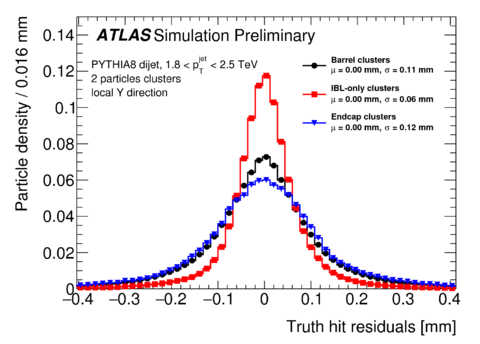 ATLAS Simulation Preliminary
PYTHIA8 dijet, 1.8 < p_T^jet < 2.5 TeV
2 particles clusters
local Y direction
Barrel clusters
μ = 0.00 mm, σ = 0.11 mm
IBL-only clusters
μ = 0.00 mm, σ = 0.06 mm
Endcap clusters
μ = 0.00 mm, σ = 0.12 mm
Particle density / 0.016 mm
0.14
0.12
0.1
0.08
0.06
0.04
0.02
0
−0.4 −0.3 −0.2 −0.1 0 0.1 0.2 0.3 0.4
Truth hit residuals [mm]